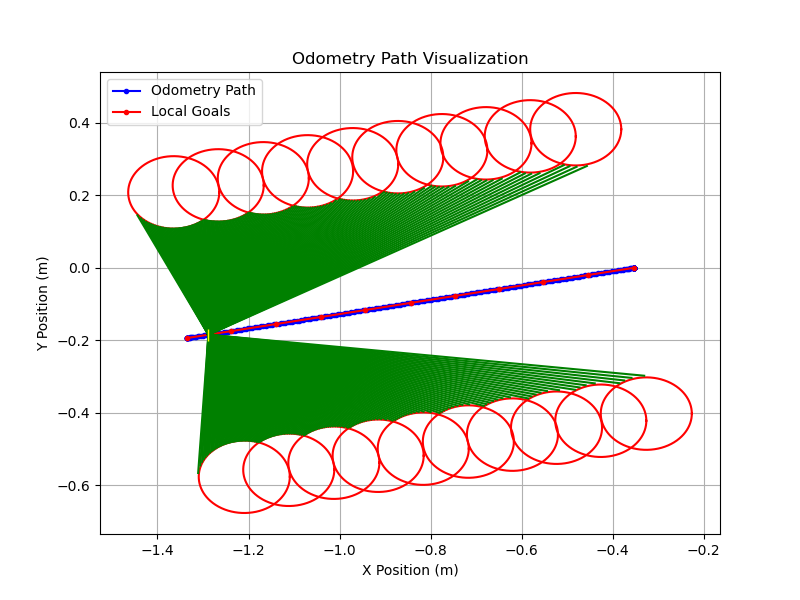 Odometry Path Visualization
Odometry Path
Local Goals
0.4
0.2
0.0
−0.2
−0.4
−0.6
Y Position (m)
−1.4 −1.2 −1.0 −0.8 −0.6 −0.4 −0.2
X Position (m)